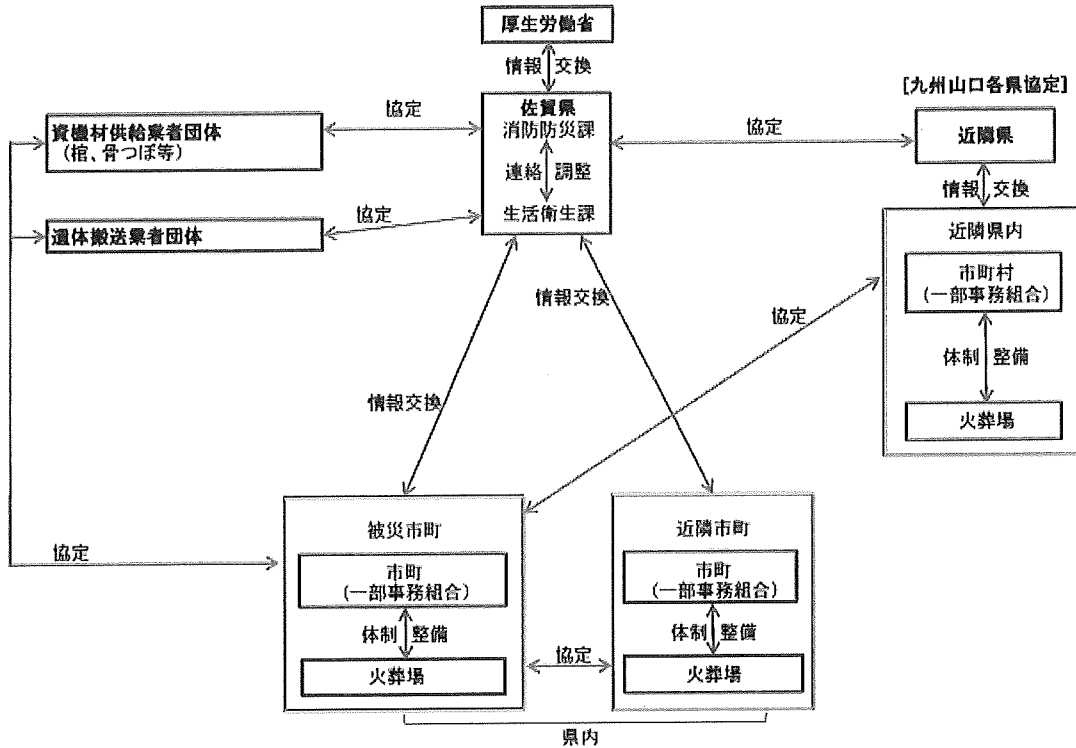 厚生労働省
情報 交換
[九州山口各県協定]
佐賀県
消防防災課
連絡 調整
生活衛生課
協定
資機材供給業者団体
(棺、骨つぼ等)
協定
近隣県
情報 交換
協定
遺体搬送業者団体
近隣県内
市町村
(一部事務組合)
体制 整備
火葬場
情報交換
協定
情報交換
協定
被災市町
市町
(一部事務組合)
体制 整備
火葬場
協定
近隣市町
市町
(一部事務組合)
体制 整備
火葬場
県内